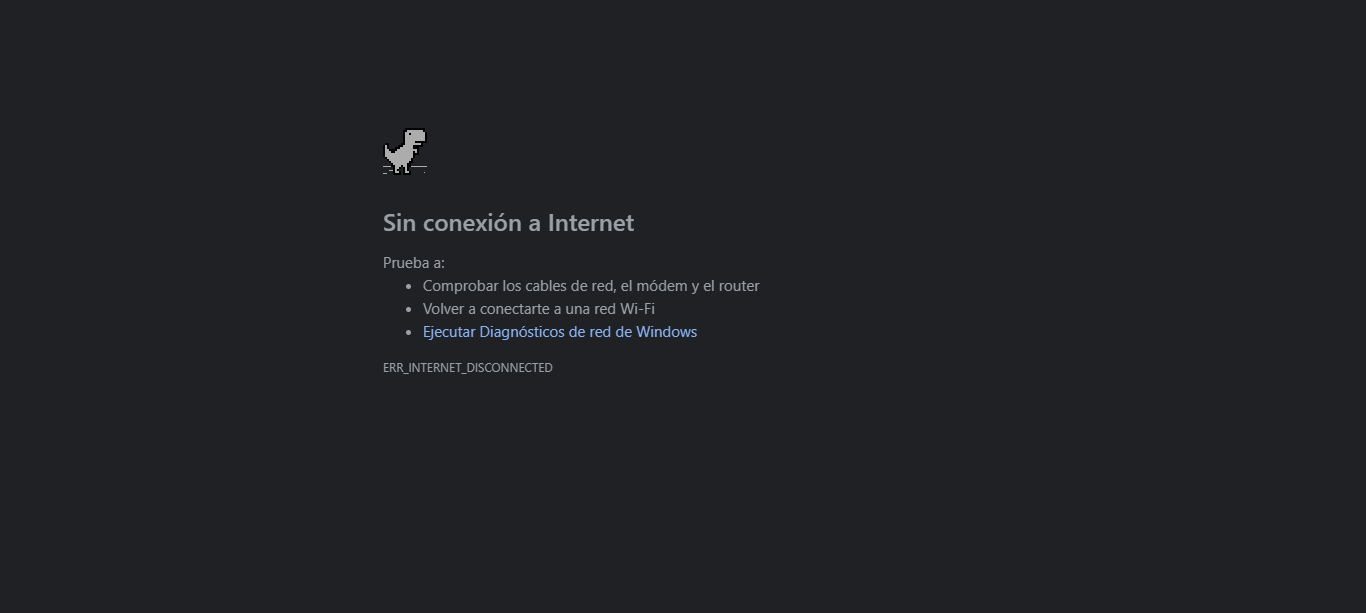 Sin conexión a Internet
Prueba a:
Comprobar los cables de red, el módem y el router
Volver a conectarte a una red Wi-Fi
Ejecutar Diagnósticos de red de Windows
ERR_INTERNET_DISCONNECTED